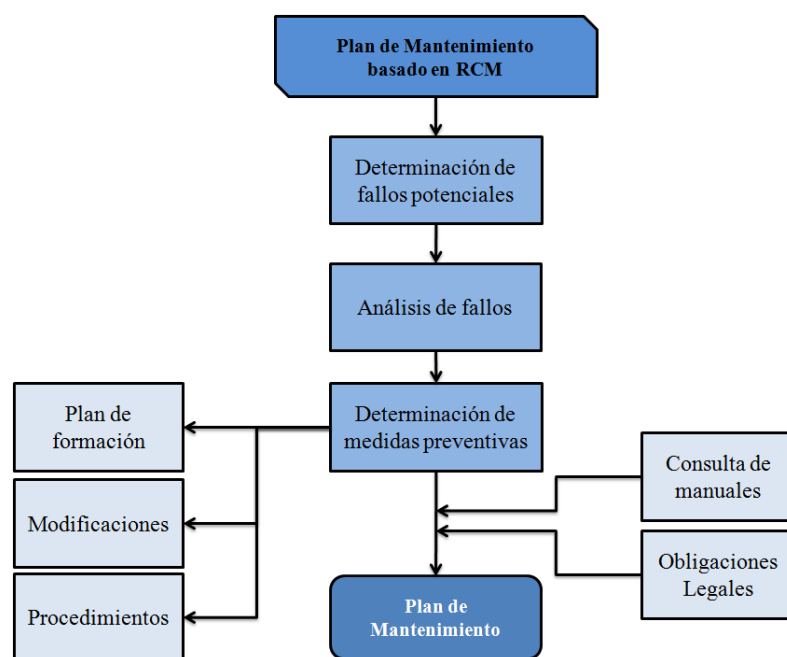 Plan de Mantenimiento
basado en RCM
Determinación de
fallos potenciales
Análisis de fallos
Determinación de
medidas preventivas
Plan de
formación
Modificaciones
Procedimientos
Consulta de
manuales
Obligaciones
Legales
Plan de
Mantenimiento